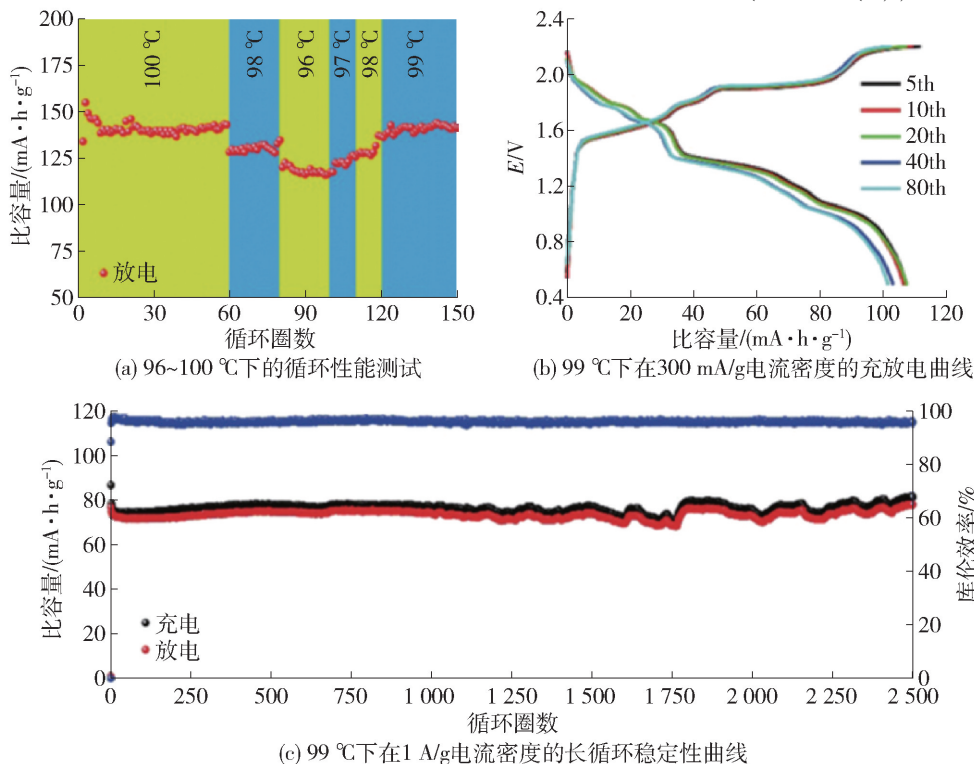 200
175
150
125
100
75
50
比容量/(mA·h·g⁻¹)
100 ℃
98 ℃
96 ℃
97 ℃
98 ℃
99 ℃
放电
0 30 60 90 120 150
循环圈数
(a) 96~100 ℃下的循环性能测试
2.4
2.0
1.6
1.2
0.8
0.4
E/V
5th
10th
20th
40th
80th
0 20 40 60 80 100 120
比容量/(mA·h·g⁻¹)
(b) 99 ℃下在300 mA/g电流密度的充放电曲线
120
100
80
60
40
20
0
比容量/(mA·h·g⁻¹)
充电
放电
100
80
60
40
20
0
库伦效率/%
0 250 500 750 1 000 1 250 1 500 1 750 2 000 2 250 2 500
循环圈数
(c) 99 ℃下在1 A/g电流密度的长循环稳定性曲线